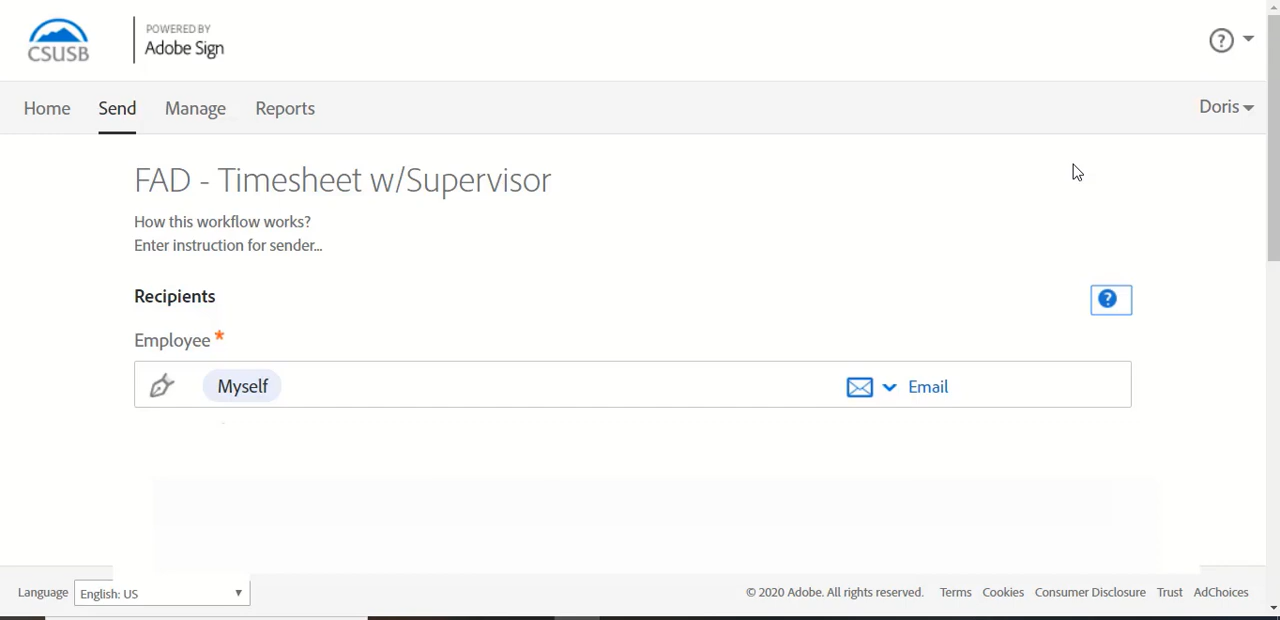 CSUSB
POWERED BY
Adobe Sign
?
Home Send Manage Reports
Doris
FAD - Timesheet w/Supervisor
How this workflow works?
Enter instruction for sender...
Recipients
?
Employee *
Myself
Email
Language English: US
© 2020 Adobe. All rights reserved. Terms Cookies Consumer Disclosure Trust AdChoices